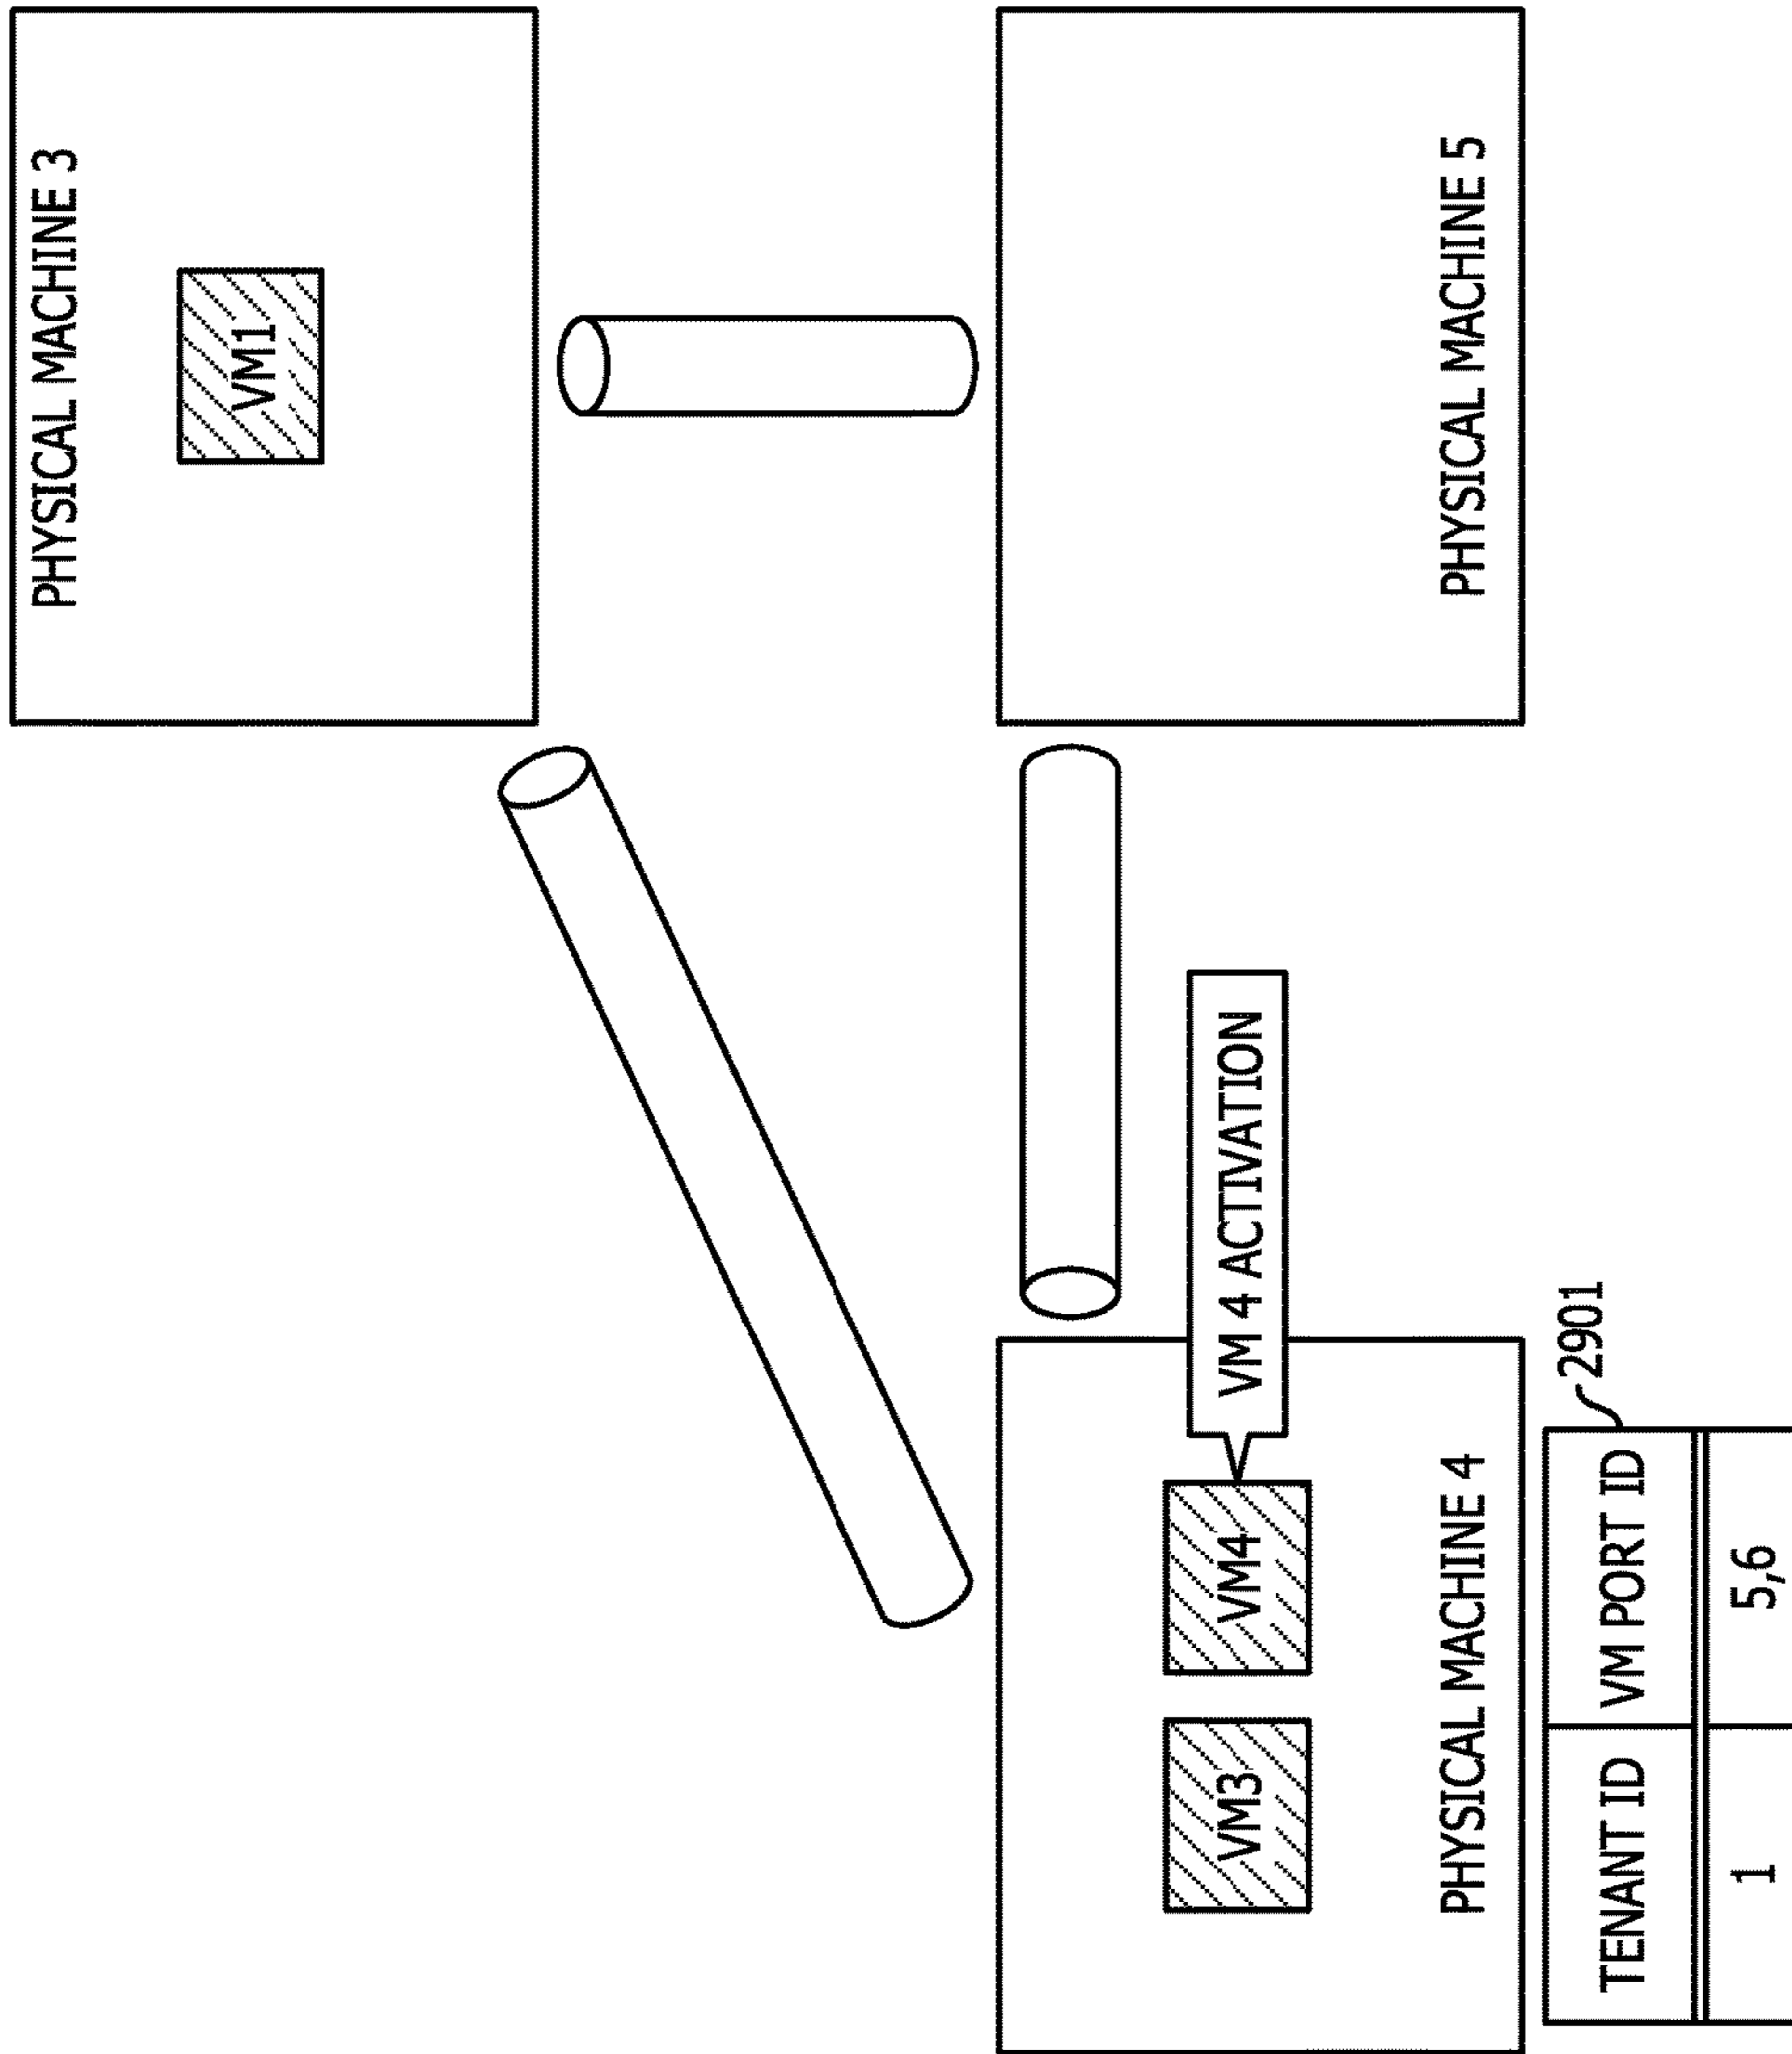 PHYSICAL MACHINE 3
VM1
VM 4 ACTIVATION
VM3
VM4
PHYSICAL MACHINE 4
PHYSICAL MACHINE 5
2901
TENANT ID
VM PORT ID
1
5,6